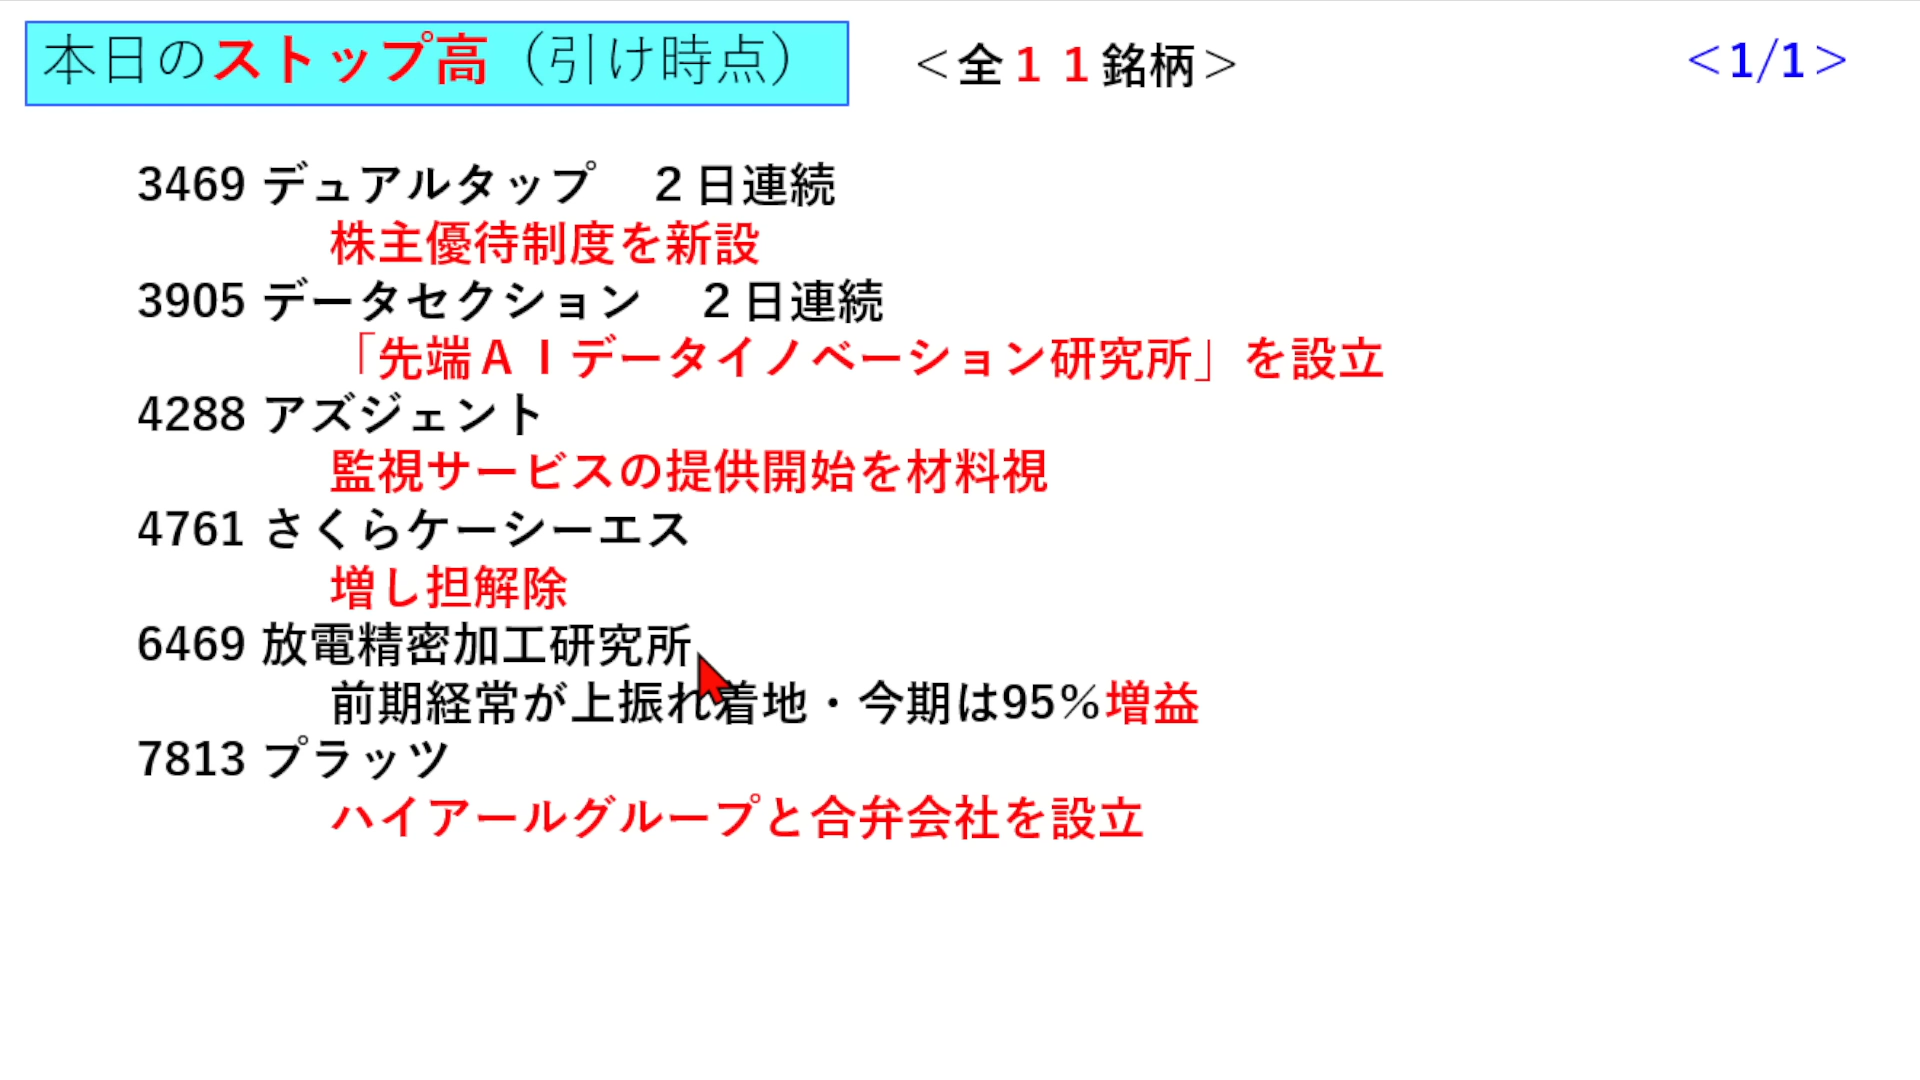 本日のストップ高（引け時点）
＜全１１銘柄＞
＜1/1＞
3469 デュアルタップ　２日連続
株主優待制度を新設
3905 データセクション　２日連続
「先端ＡＩデータイノベーション研究所」を設立
4288 アズジェント
監視サービスの提供開始を材料視
4761 さくらケーシーエス
増し担解除
6469 放電精密加工研究所
前期経常が上振れ着地・今期は95%増益
7813 プラッツ
ハイアールグループと合弁会社を設立